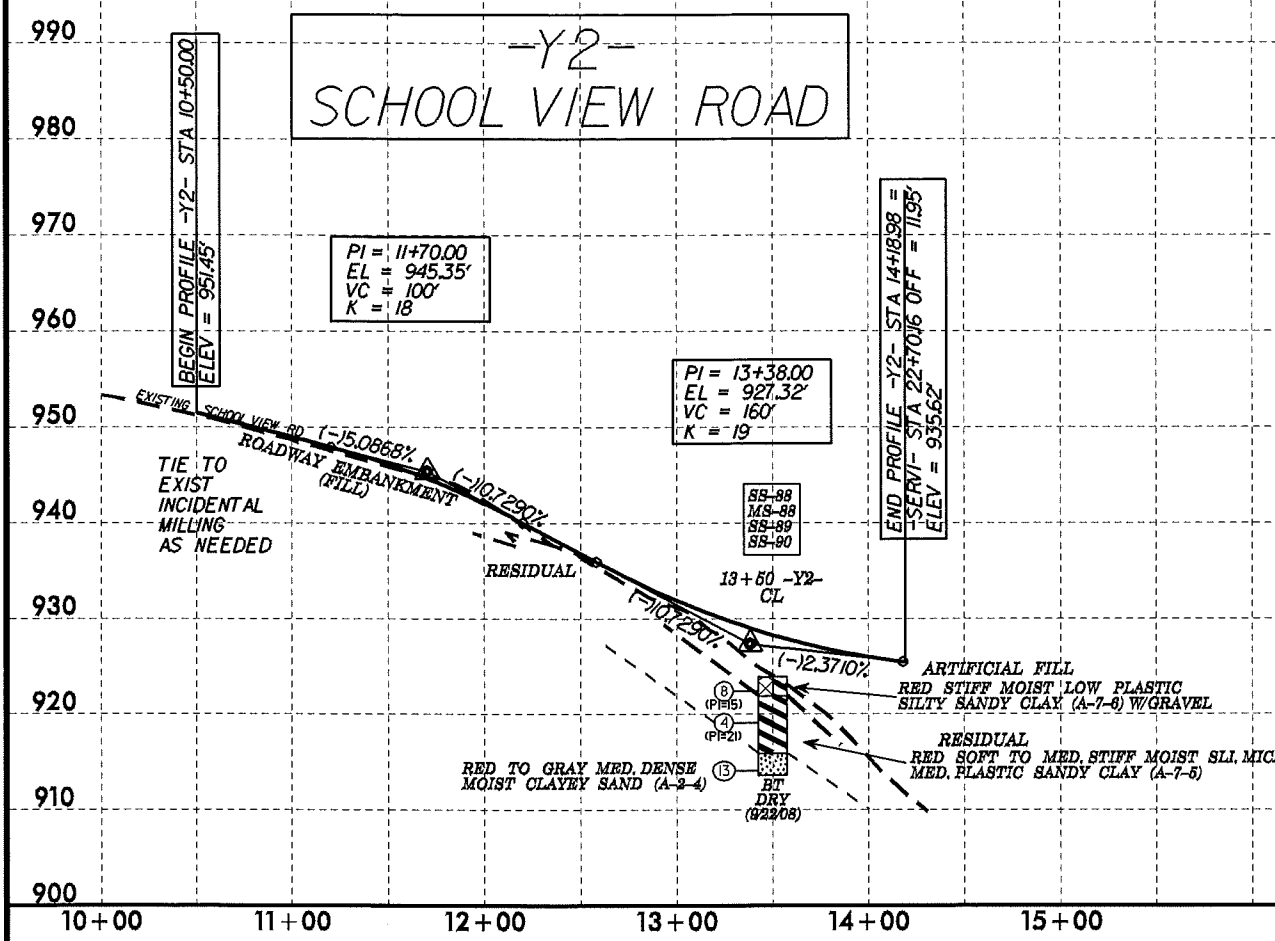 -Y2-
SCHOOL VIEW ROAD
990
980
970
960
950
940
930
920
910
900
BEGIN PROFILE -Y2- STA 10+50.00
ELEV = 951.45'
PI = 11+70.00
EL = 945.35'
VC = 100'
K = 18
PI = 13+38.00
EL = 927.32'
VC = 160'
K = 19
END PROFILE -Y2- STA 14+18.98 =
-SERV1- STA 22+70.16 OFF = 11.95'
ELEV = 935.62'
EXISTING SCHOOL VIEW RD
(-)5.0868%
ROADWAY EMBANKMENT
(FILL)
(-)10.7290%
TIE TO
EXIST
INCIDENTAL
MILLING
AS NEEDED
RESIDUAL
SS-88
MS-88
SS-89
SS-90
13+50 -Y2-
CL
(-)10.7290%
(-)2.3710%
ARTIFICIAL FILL
RED STIFF MOIST LOW PLASTIC
SILTY SANDY CLAY (A-7-6) W/GRAVEL
8
(PI=15)
4
(PI=21)
13
RESIDUAL
RED SOFT TO MED. STIFF MOIST SLI. MIC.
MED. PLASTIC SANDY CLAY (A-7-5)
RED TO GRAY MED. DENSE
MOIST CLAYEY SAND (A-2-4)
BT
DRY
(9/22/08)
10+00 11+00 12+00 13+00 14+00 15+00